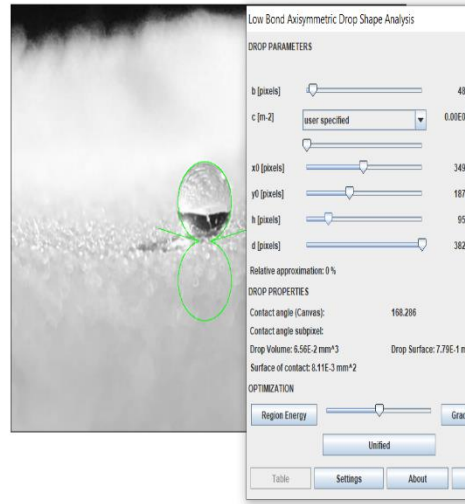 Low Bond Axisymmetric Drop Shape Analysis
DROP PARAMETERS
b [pixels] 48
c [m-2] user specified 0.00E0
x0 [pixels] 349
y0 [pixels] 187
h [pixels] 95
d [pixels] 382
Relative approximation: 0 %
DROP PROPERTIES
Contact angle (Canvas): 168.286
Contact angle subpixel:
Drop Volume: 6.56E-2 mm^3 Drop Surface: 7.79E-1 m
Surface of contact: 8.11E-3 mm^2
OPTIMIZATION
Region Energy Grad
Unified
Table Settings About